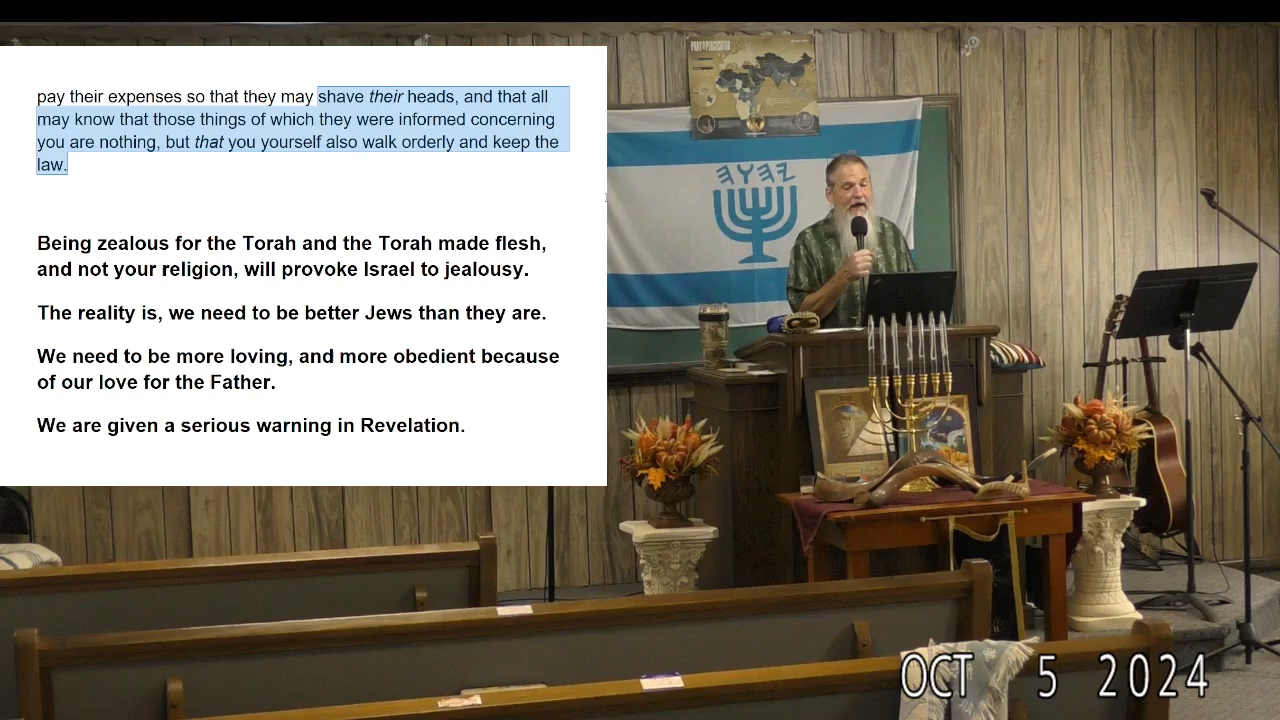 pay their expenses so that they may shave their heads, and that all
may know that those things of which they were informed concerning
you are nothing, but that you yourself also walk orderly and keep the
law.
Being zealous for the Torah and the Torah made flesh,
and not your religion, will provoke Israel to jealousy.
The reality is, we need to be better Jews than they are.
We need to be more loving, and more obedient because
of our love for the Father.
We are given a serious warning in Revelation.
𐤉𐤄𐤅𐤄
OCT 5 2024